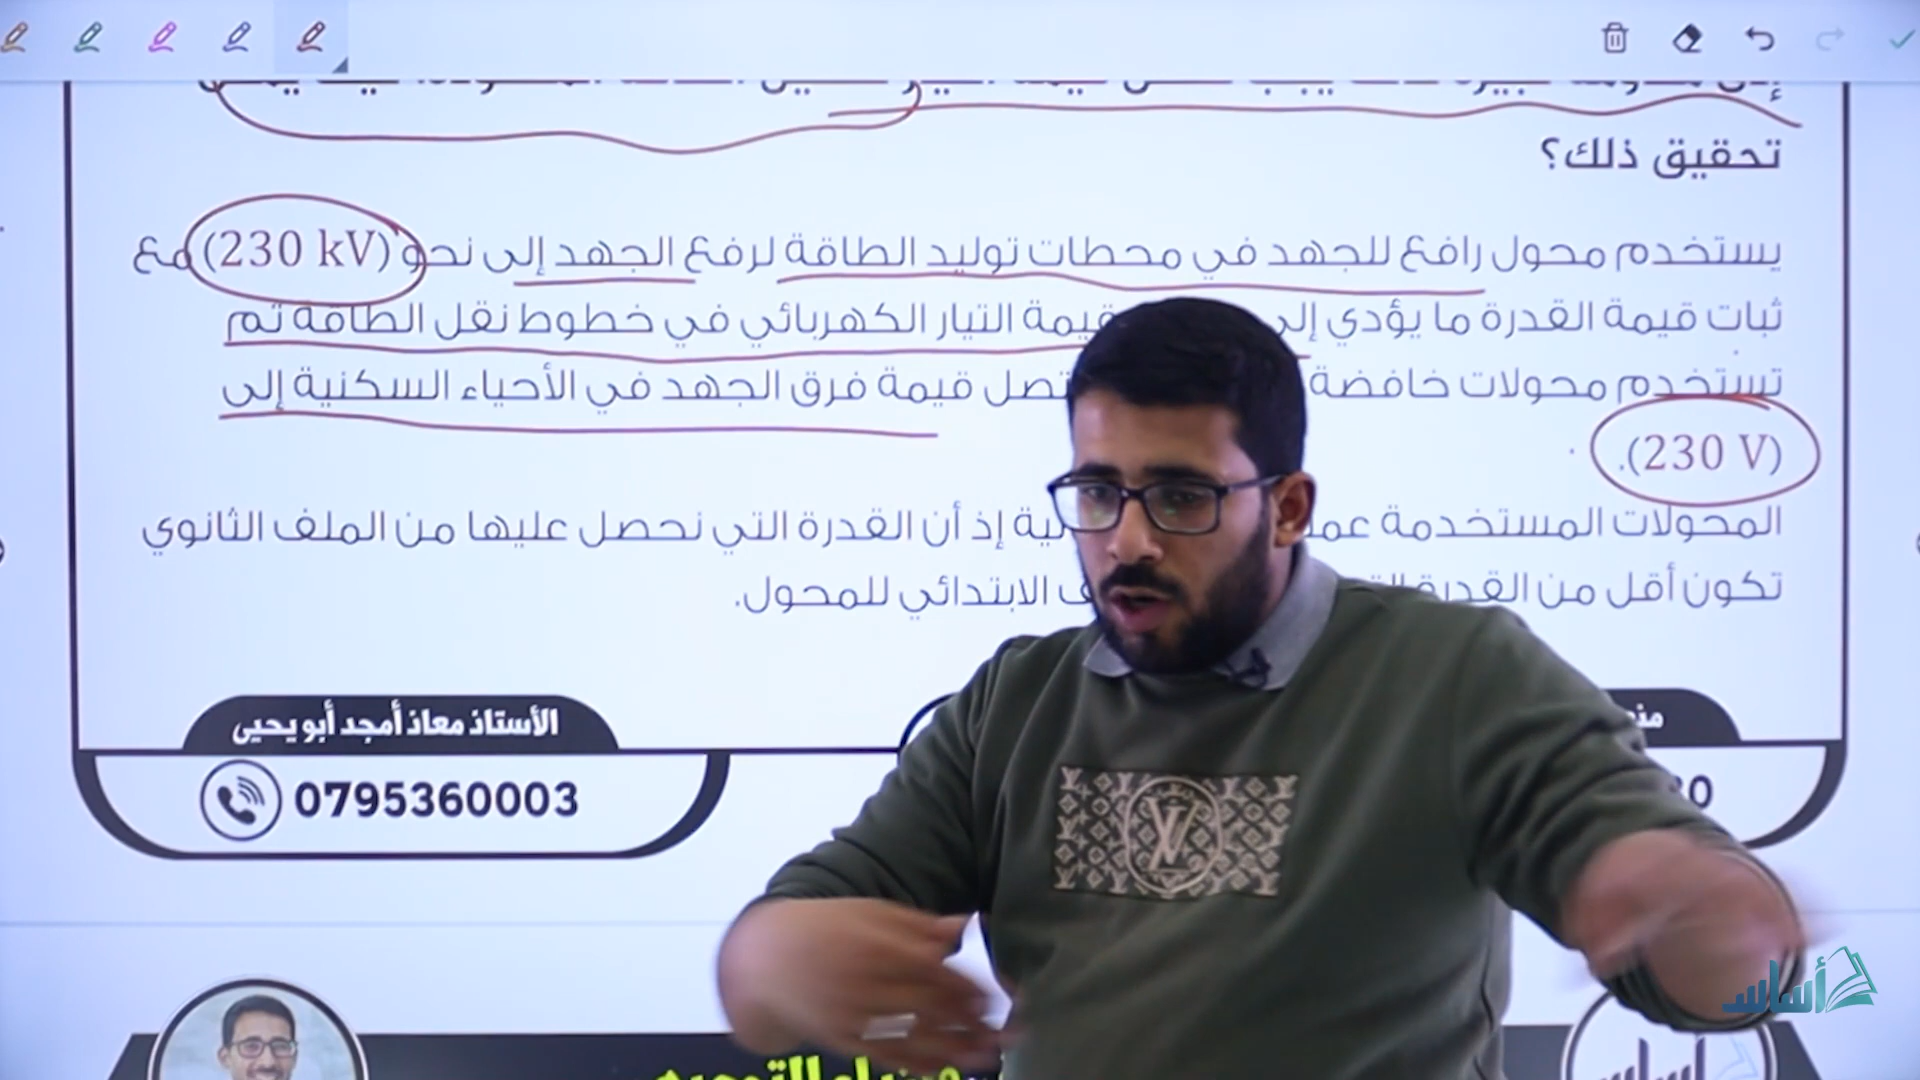 تحقيق ذلك؟
يستخدم محول رافع للجهد في محطات توليد الطاقة لرفع الجهد إلى نحو (230 kV) مع
ثبات قيمة القدرة ما يؤدي إلى قيمة التيار الكهربائي في خطوط نقل الطاقة ثم
تستخدم محولات خافضة تصل قيمة فرق الجهد في الأحياء السكنية إلى
(230 V).
المحولات المستخدمة إذ أن القدرة التي نحصل عليها من الملف الثانوي
تكون أقل من القدرة الابتدائي للمحول.
الأستاذ معاذ أمجد أبو يحيى
0795360003
أساس